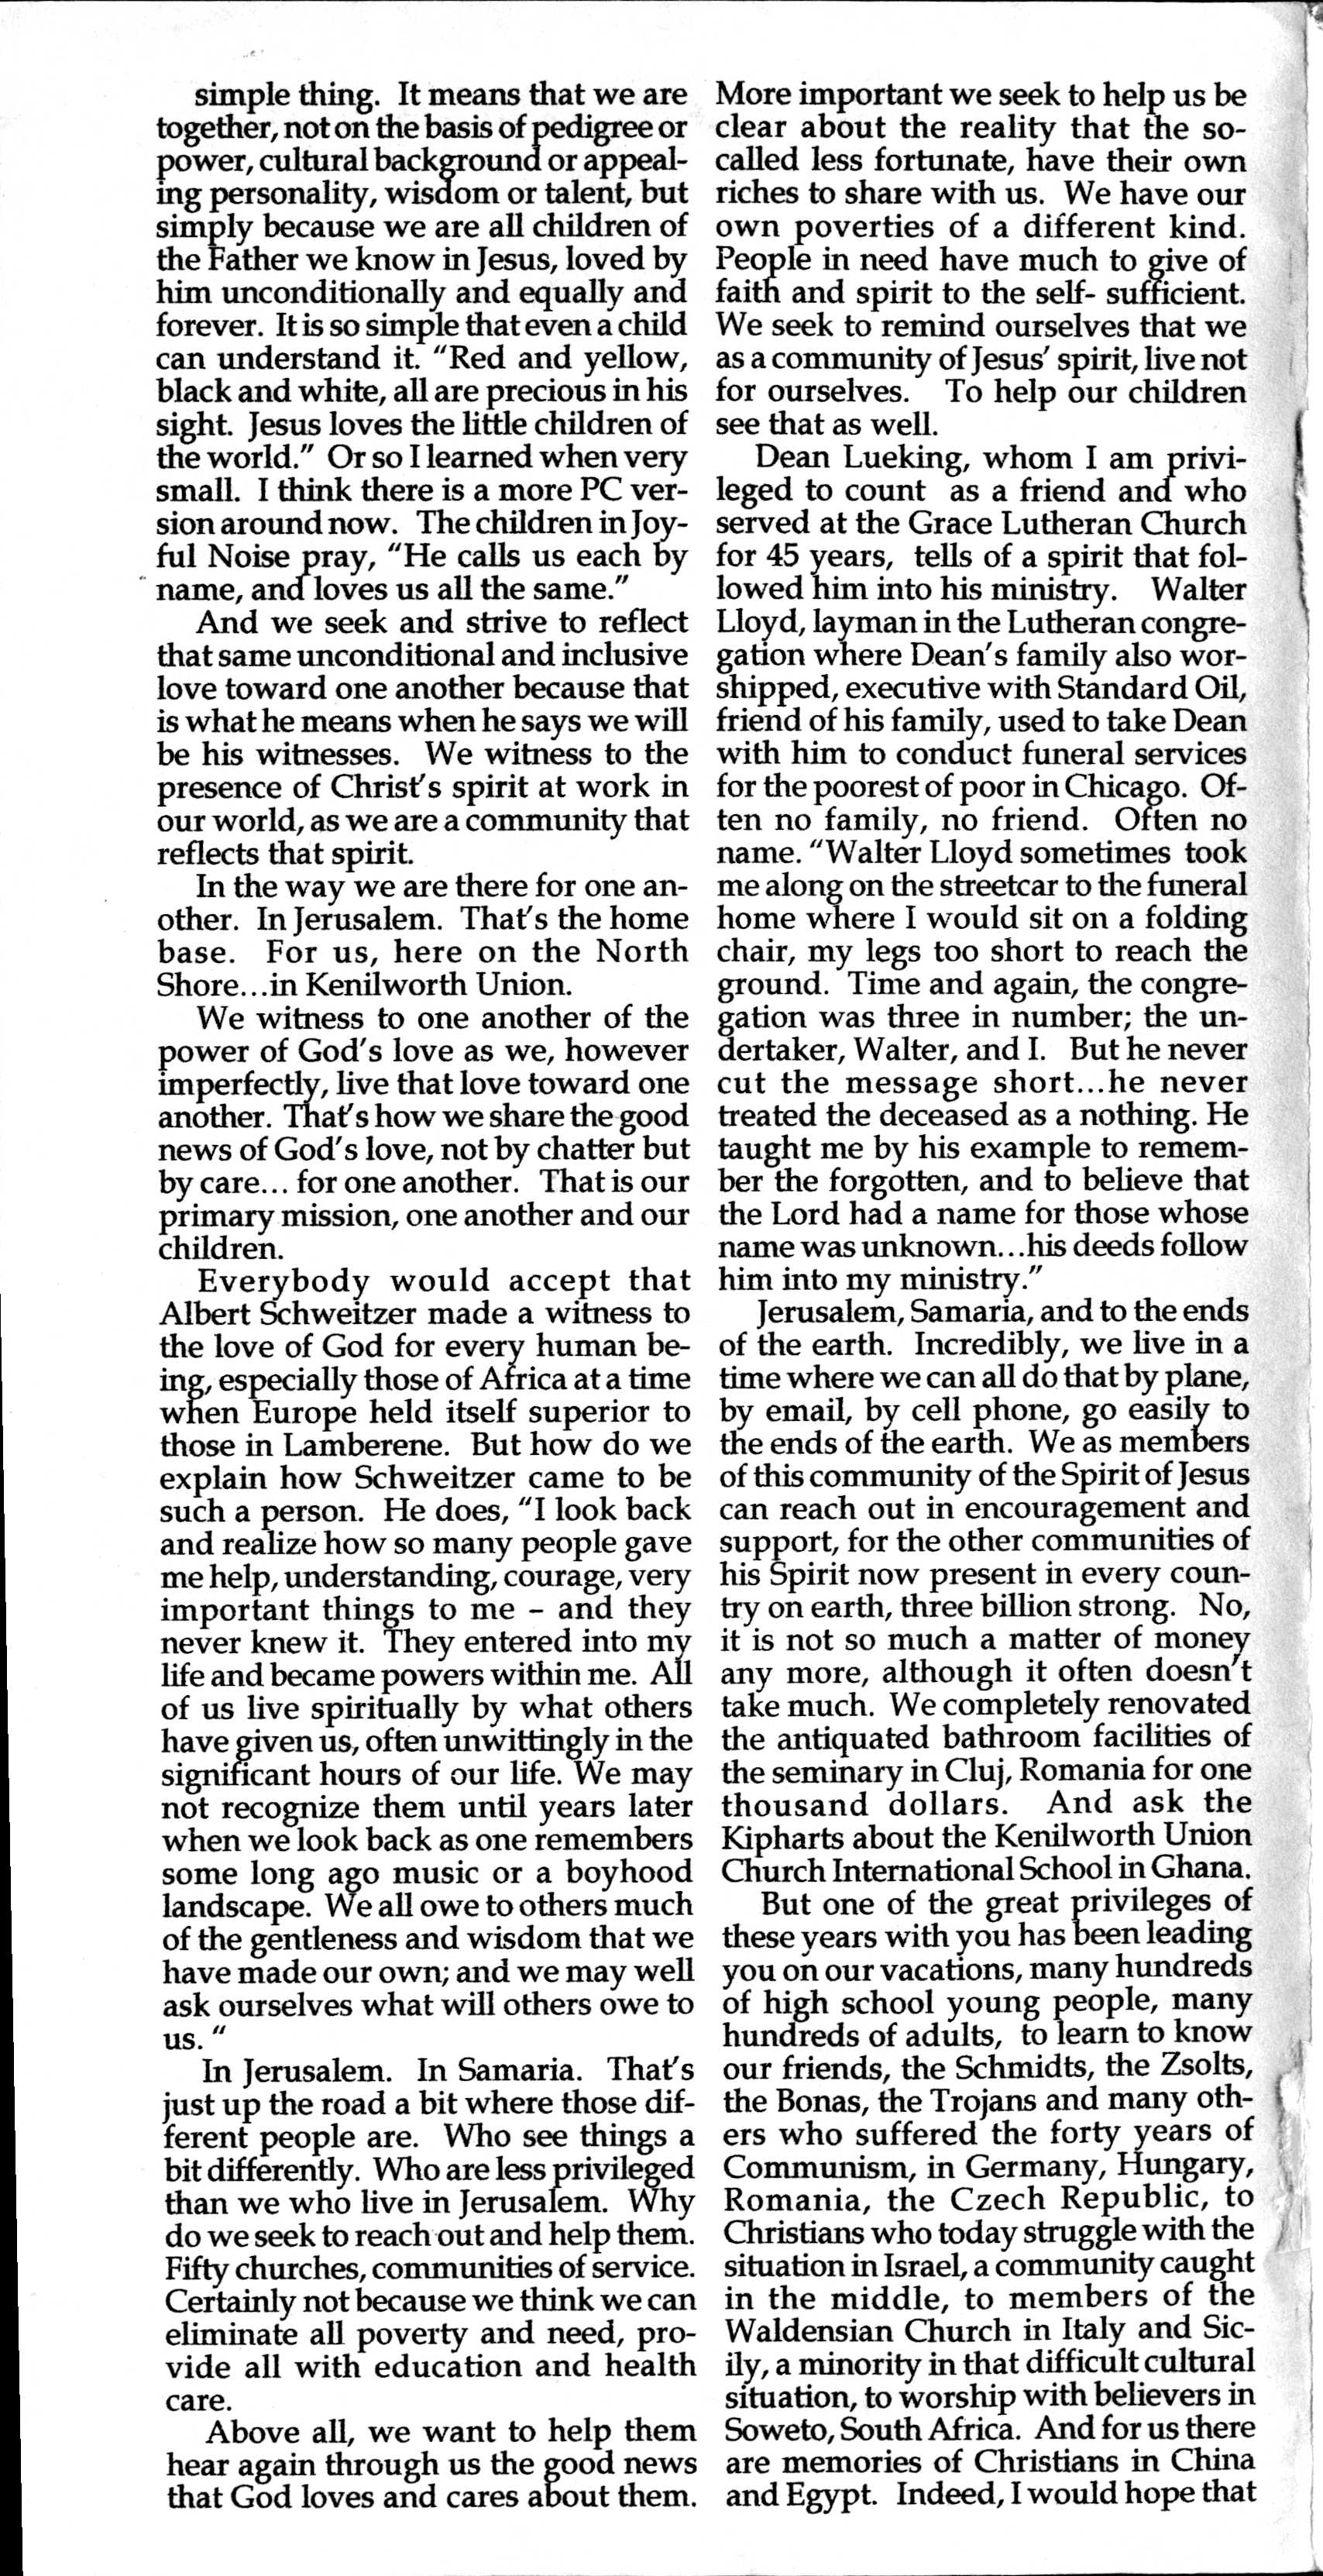 simple thing. It means that we are
together, not on the basis of pedigree or
power, cultural background or appeal-
ing personality, wisdom or talent, but
simply because we are all children of
the Father we know in Jesus, loved by
him unconditionally and equally and
forever. It is so simple that even a child
can understand it. “Red and yellow,
black and white, all are precious in his
sight. Jesus loves the little children of
the world.” Or so I learned when very
small. I think there is a more PC ver-
sion around now. The children in Joy-
ful Noise pray, “He calls us each by
name, and loves us all the same.”
And we seek and strive to reflect
that same unconditional and inclusive
love toward one another because that
is what he means when he says we will
be his witnesses. We witness to the
presence of Christ's spirit at work in
our world, as we are a community that
reflects that spirit.
In the way we are there for one an-
other. In Jerusalem. That's the home
base. For us, here on the North
Shore...in Kenilworth Union.
We witness to one another of the
power of God's love as we, however
imperfectly, live that love toward one
another. That's how we share the good
news of God's love, not by chatter but
by care... for one another. That is our
primary mission, one another and our
children.
Everybody would accept that
Albert Schweitzer made a witness to
the love of God for every human be-
ing, especially those of Africa at a time
when Europe held itself superior to
those in Lamberene. But how do we
explain how Schweitzer came to be
such a person. He does, “I look back
and realize how so many people gave
me help, understanding, courage, very
important things to me – and they
never knew it. They entered into my
life and became powers within me. All
of us live spiritually by what others
have given us, often unwittingly in the
significant hours of our life. We may
not recognize them until years later
when we look back as one remembers
some long ago music or a boyhood
landscape. We all owe to others much
of the gentleness and wisdom that we
have made our own; and we may well
ask ourselves what will others owe to
us. “
In Jerusalem. In Samaria. That's
just up the road a bit where those dif-
ferent people are. Who see things a
bit differently. Who are less privileged
than we who live in Jerusalem. Why
do we seek to reach out and help them.
Fifty churches, communities of service.
Certainly not because we think we can
eliminate all poverty and need, pro-
vide all with education and health
care.
Above all, we want to help them
hear again through us the good news
that God loves and cares about them.
More important we seek to help us be
clear about the reality that the so-
called less fortunate, have their own
riches to share with us. We have our
own poverties of a different kind.
People in need have much to give of
faith and spirit to the self- sufficient.
We seek to remind ourselves that we
as a community of Jesus' spirit, live not
for ourselves. To help our children
see that as well.
Dean Lueking, whom I am privi-
leged to count as a friend and who
served at the Grace Lutheran Church
for 45 years, tells of a spirit that fol-
lowed him into his ministry. Walter
Lloyd, layman in the Lutheran congre-
gation where Dean's family also wor-
shipped, executive with Standard Oil,
friend of his family, used to take Dean
with him to conduct funeral services
for the poorest of poor in Chicago. Of-
ten no family, no friend. Often no
name. “Walter Lloyd sometimes took
me along on the streetcar to the funeral
home where I would sit on a folding
chair, my legs too short to reach the
ground. Time and again, the congre-
gation was three in number; the un-
dertaker, Walter, and I. But he never
cut the message short...he never
treated the deceased as a nothing. He
taught me by his example to remem-
ber the forgotten, and to believe that
the Lord had a name for those whose
name was unknown...his deeds follow
him into my ministry.”
Jerusalem, Samaria, and to the ends
of the earth. Incredibly, we live in a
time where we can all do that by plane,
by email, by cell phone, go easily to
the ends of the earth. We as members
of this community of the Spirit of Jesus
can reach out in encouragement and
support, for the other communities of
his Spirit now present in every coun-
try on earth, three billion strong. No,
it is not so much a matter of money
any more, although it often doesn't
take much. We completely renovated
the antiquated bathroom facilities of
the seminary in Cluj, Romania for one
thousand dollars. And ask the
Kipharts about the Kenilworth Union
Church International School in Ghana.
But one of the great privileges of
these years with you has been leading
you on our vacations, many hundreds
of high school young people, many
hundreds of adults, to learn to know
our friends, the Schmidts, the Zsolts,
the Bonas, the Trojans and many oth-
ers who suffered the forty years of
Communism, in Germany, Hungary,
Romania, the Czech Republic, to
Christians who today struggle with the
situation in Israel, a community caught
in the middle, to members of the
Waldensian Church in Italy and Sic-
ily, a minority in that difficult cultural
situation, to worship with believers in
Soweto, South Africa. And for us there
are memories of Christians in China
and Egypt. Indeed, I would hope that